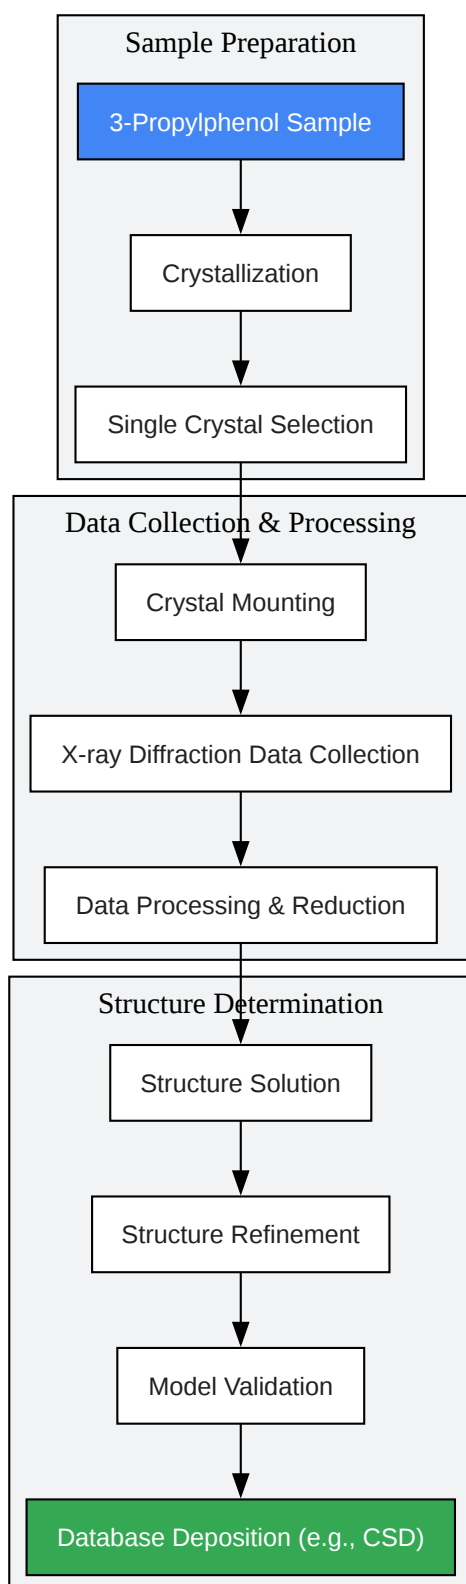 Sample Preparation
3-Propylphenol Sample
Crystallization
Single Crystal Selection
Data Collection & Processing
Crystal Mounting
X-ray Diffraction Data Collection
Data Processing & Reduction
Structure Determination
Structure Solution
Structure Refinement
Model Validation
Database Deposition (e.g., CSD)